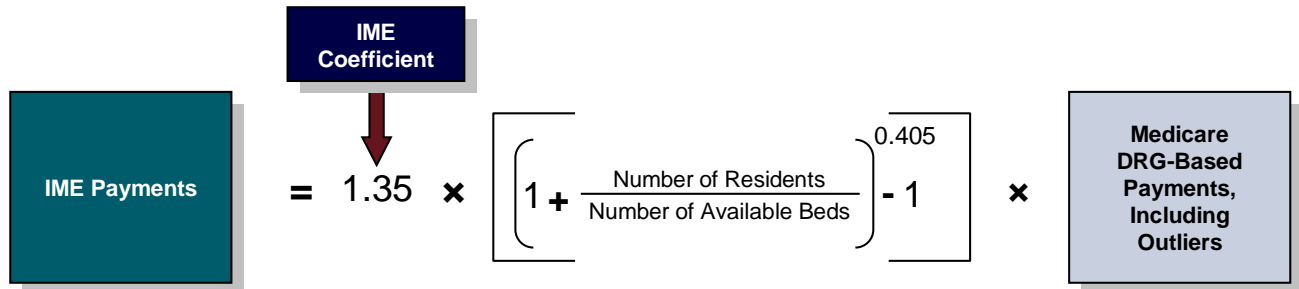 IME
Coefficient
IME Payments
= 1.35 × [ ( 1 + Number of Residents
Number of Available Beds ) 0.405 - 1 ] ×
Medicare
DRG-Based
Payments,
Including
Outliers